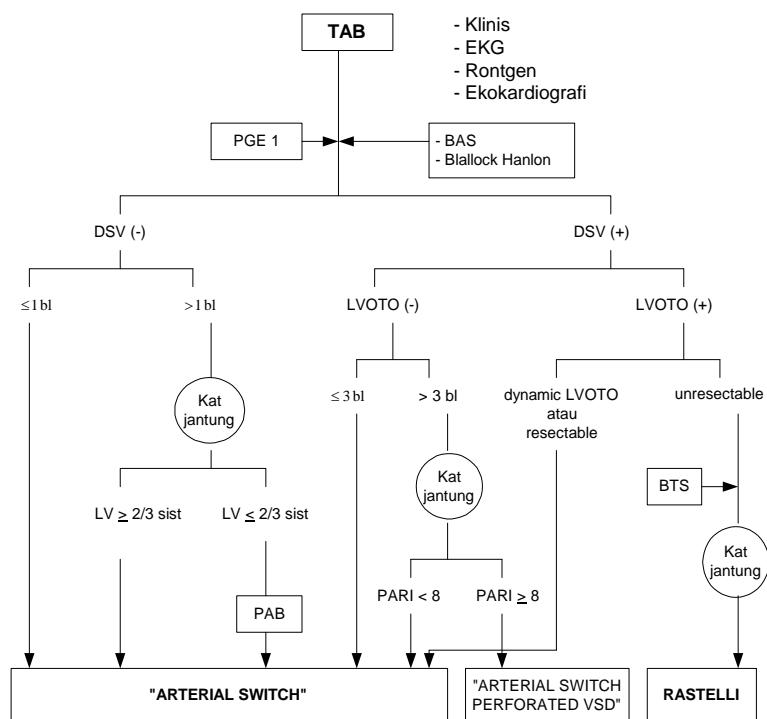 TAB
- Klinis
- EKG
- Rontgen
- Ekokardiografi
PGE 1
- BAS
- Blallock Hanlon
DSV (-)
DSV (+)
≤1 bl
>1 bl
LVOTO (-)
LVOTO (+)
Kat
jantung
≤ 3 bl
> 3 bl
dynamic LVOTO
atau
resectable
unresectable
Kat
jantung
BTS
LV ≥ 2/3 sist
LV ≤ 2/3 sist
Kat
jantung
PAB
PARI < 8
PARI ≥ 8
"ARTERIAL SWITCH"
"ARTERIAL SWITCH
PERFORATED VSD"
RASTELLI